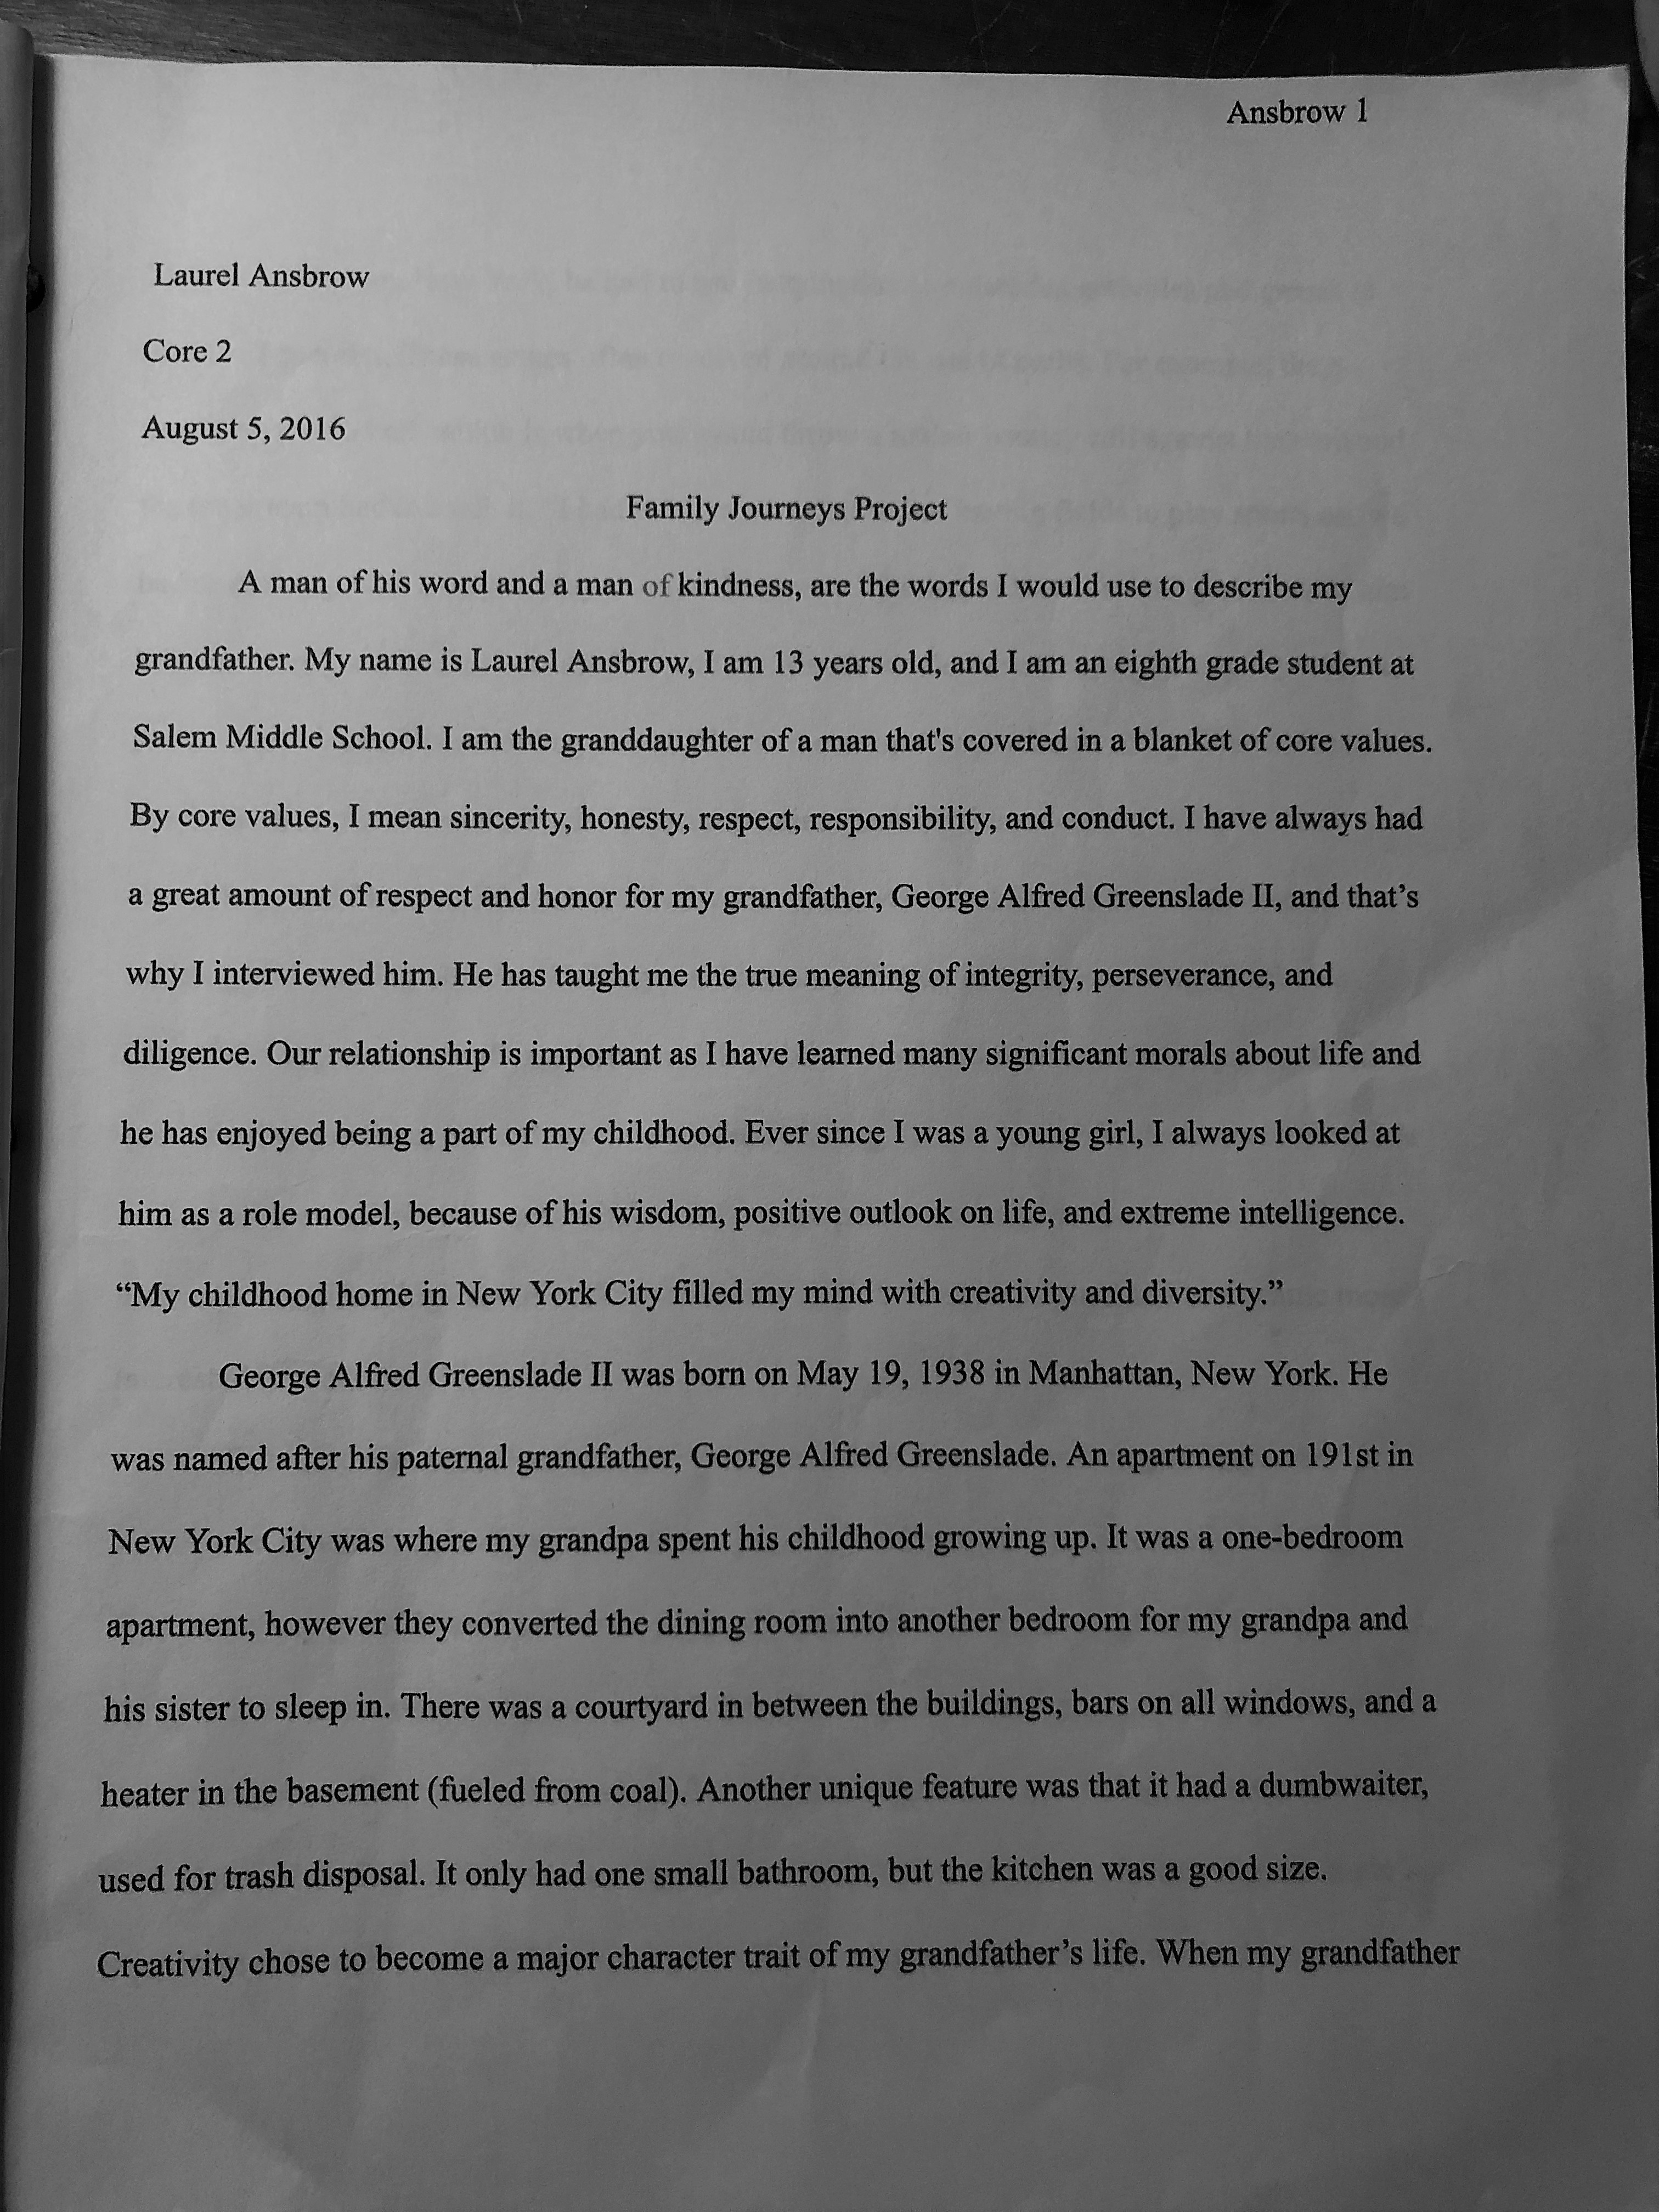 Ansbrow 1
Laurel Ansbrow
Core 2
August 5, 2016
Family Journeys Project
A man of his word and a man of kindness, are the words I would use to describe my
grandfather. My name is Laurel Ansbrow, I am 13 years old, and I am an eighth grade student at
Salem Middle School. I am the granddaughter of a man that's covered in a blanket of core values.
By core values, I mean sincerity, honesty, respect, responsibility, and conduct. I have always had
a great amount of respect and honor for my grandfather, George Alfred Greenslade II, and that’s
why I interviewed him. He has taught me the true meaning of integrity, perseverance, and
diligence. Our relationship is important as I have learned many significant morals about life and
he has enjoyed being a part of my childhood. Ever since I was a young girl, I always looked at
him as a role model, because of his wisdom, positive outlook on life, and extreme intelligence.
“My childhood home in New York City filled my mind with creativity and diversity.”
George Alfred Greenslade II was born on May 19, 1938 in Manhattan, New York. He
was named after his paternal grandfather, George Alfred Greenslade. An apartment on 191st in
New York City was where my grandpa spent his childhood growing up. It was a one-bedroom
apartment, however they converted the dining room into another bedroom for my grandpa and
his sister to sleep in. There was a courtyard in between the buildings, bars on all windows, and a
heater in the basement (fueled from coal). Another unique feature was that it had a dumbwaiter,
used for trash disposal. It only had one small bathroom, but the kitchen was a good size.
Creativity chose to become a major character trait of my grandfather’s life. When my grandfather